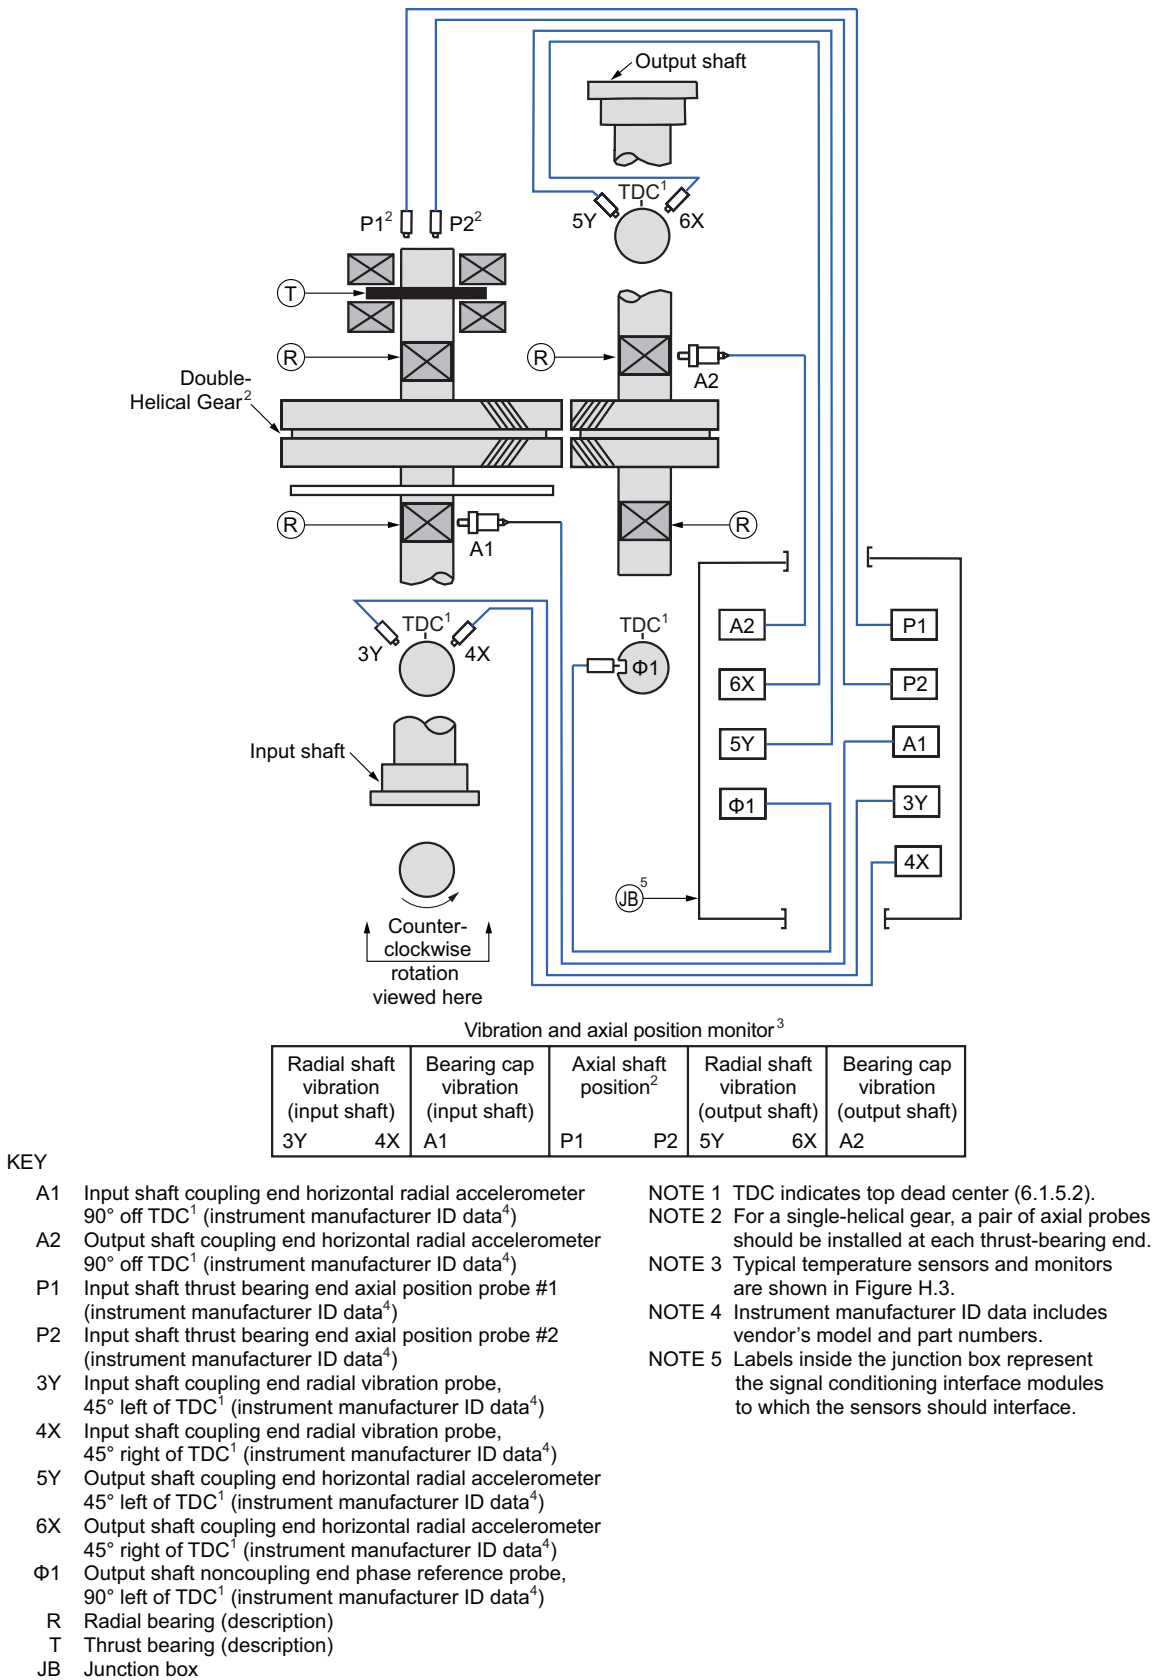 Output shaft
TDC1
5Y
6X
P12
P22
T
R
R
A2
Double-
Helical Gear2
R
A1
R
TDC1
3Y
4X
TDC1
Φ1
A2
P1
6X
P2
5Y
A1
Φ1
3Y
4X
Input shaft
JB5
Counter-
clockwise
rotation
viewed here
Vibration and axial position monitor3
Radial shaft
vibration
(input shaft)
3Y 4X
Bearing cap
vibration
(input shaft)
A1
Axial shaft
position2
P1 P2
Radial shaft
vibration
(output shaft)
5Y 6X
Bearing cap
vibration
(output shaft)
A2
KEY
A1 Input shaft coupling end horizontal radial accelerometer
90° off TDC1 (instrument manufacturer ID data4)
A2 Output shaft coupling end horizontal radial accelerometer
90° off TDC1 (instrument manufacturer ID data4)
P1 Input shaft thrust bearing end axial position probe #1
(instrument manufacturer ID data4)
P2 Input shaft thrust bearing end axial position probe #2
(instrument manufacturer ID data4)
3Y Input shaft coupling end radial vibration probe,
45° left of TDC1 (instrument manufacturer ID data4)
4X Input shaft coupling end radial vibration probe,
45° right of TDC1 (instrument manufacturer ID data4)
5Y Output shaft coupling end horizontal radial accelerometer
45° left of TDC1 (instrument manufacturer ID data4)
6X Output shaft coupling end horizontal radial accelerometer
45° right of TDC1 (instrument manufacturer ID data4)
Φ1 Output shaft noncoupling end phase reference probe,
90° left of TDC1 (instrument manufacturer ID data4)
R Radial bearing (description)
T Thrust bearing (description)
JB Junction box
NOTE 1 TDC indicates top dead center (6.1.5.2).
NOTE 2 For a single-helical gear, a pair of axial probes
should be installed at each thrust-bearing end.
NOTE 3 Typical temperature sensors and monitors
are shown in Figure H.3.
NOTE 4 Instrument manufacturer ID data includes
vendor's model and part numbers.
NOTE 5 Labels inside the junction box represent
the signal conditioning interface modules
to which the sensors should interface.